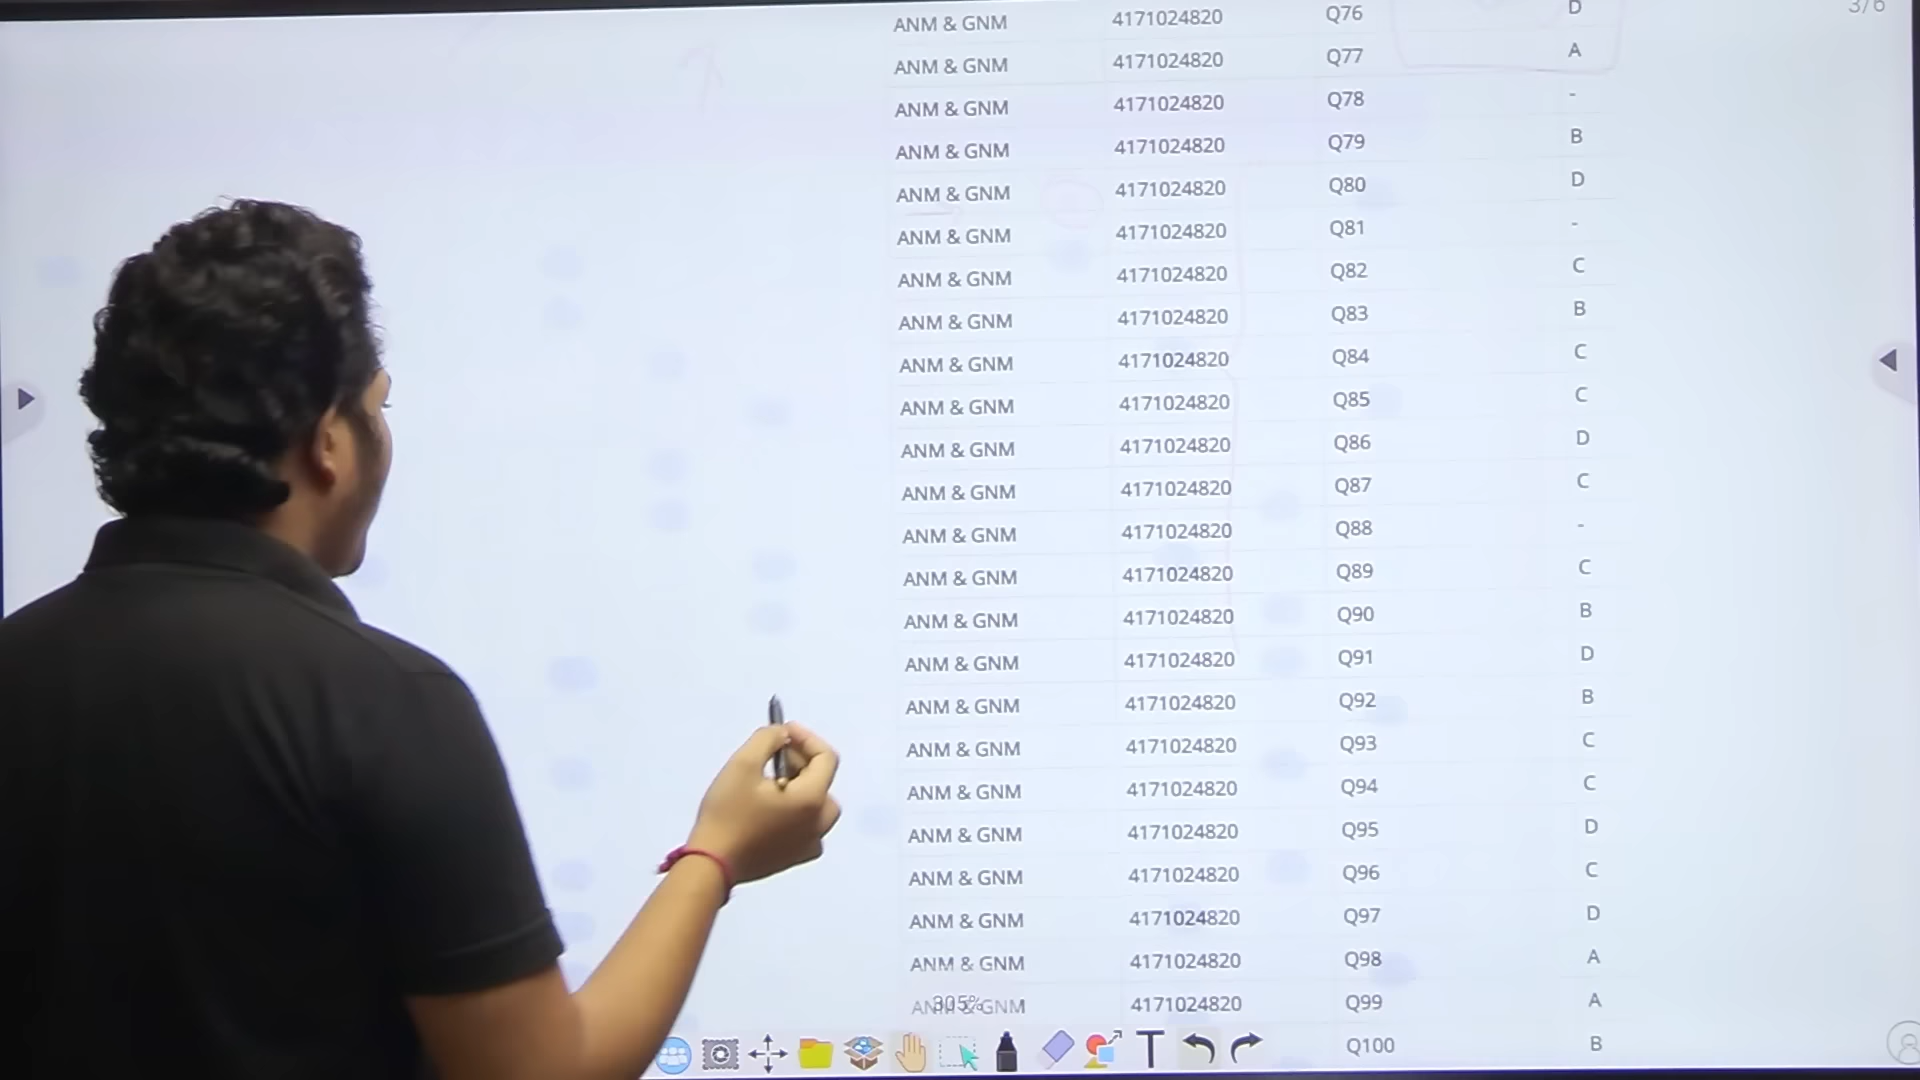 3/6
ANM & GNM 4171024820 Q76 D
ANM & GNM 4171024820 Q77 A
ANM & GNM 4171024820 Q78 -
ANM & GNM 4171024820 Q79 B
ANM & GNM 4171024820 Q80 D
ANM & GNM 4171024820 Q81 -
ANM & GNM 4171024820 Q82 C
ANM & GNM 4171024820 Q83 B
ANM & GNM 4171024820 Q84 C
ANM & GNM 4171024820 Q85 C
ANM & GNM 4171024820 Q86 D
ANM & GNM 4171024820 Q87 C
ANM & GNM 4171024820 Q88 -
ANM & GNM 4171024820 Q89 C
ANM & GNM 4171024820 Q90 B
ANM & GNM 4171024820 Q91 D
ANM & GNM 4171024820 Q92 B
ANM & GNM 4171024820 Q93 C
ANM & GNM 4171024820 Q94 C
ANM & GNM 4171024820 Q95 D
ANM & GNM 4171024820 Q96 C
ANM & GNM 4171024820 Q97 D
ANM & GNM 4171024820 Q98 A
ANM & GNM 4171024820 Q99 A
305%
Q100 B
T